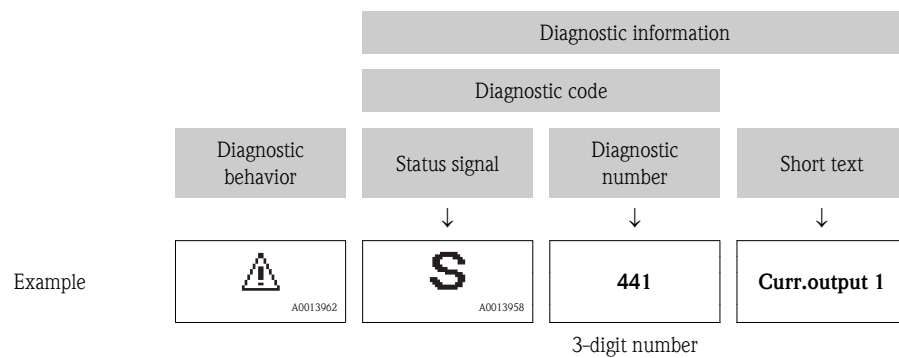 Diagnostic information
Diagnostic code
Diagnostic
behavior
Status signal
Diagnostic
number
Short text
↓ ↓ ↓
Example
A0013962
S
A0013958
441
Curr.output 1
3-digit number